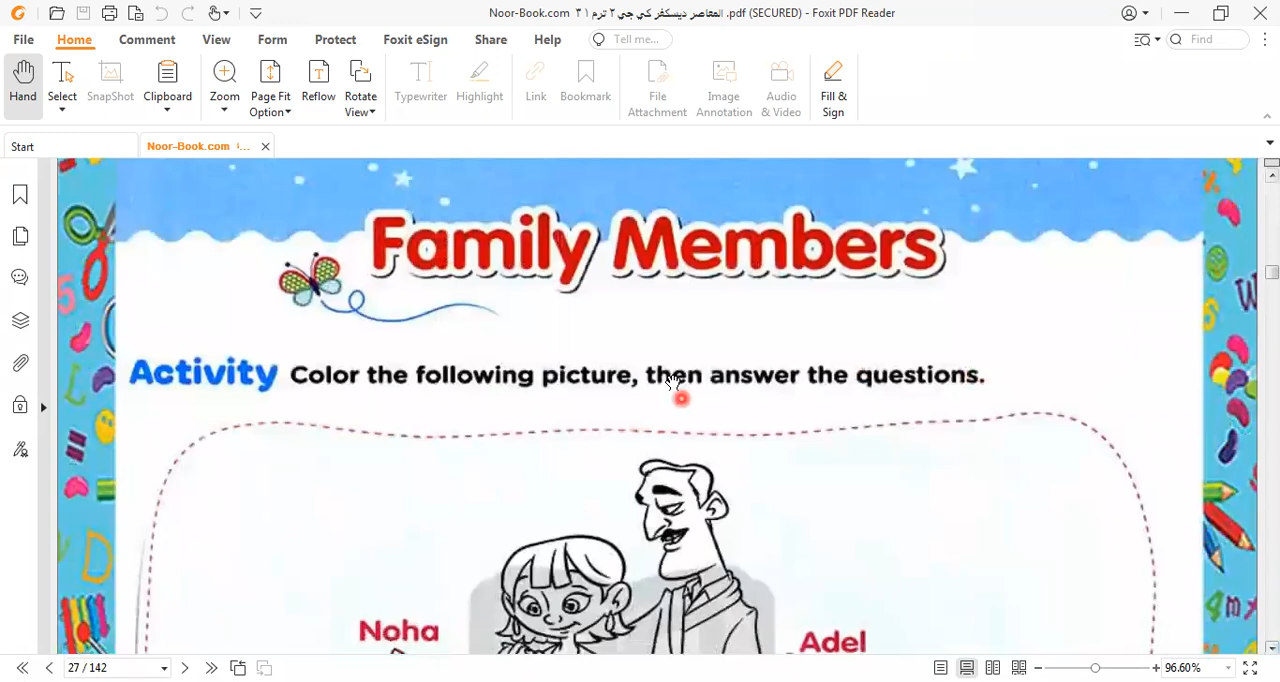 Noor-Book.com المعاصر ديسكفر كي جي ٢ ترم ١ ٣ .pdf (SECURED) - Foxit PDF Reader
File Home Comment View Form Protect Foxit eSign Share Help Tell me... Find
Hand Select SnapShot Clipboard Zoom Page Fit Option Reflow Rotate View Typewriter Highlight Link Bookmark File Attachment Image Annotation Audio & Video Fill & Sign
Start Noor-Book.com ...
Family Members
Activity Color the following picture, then answer the questions.
Noha
Adel
27 / 142
96.60%